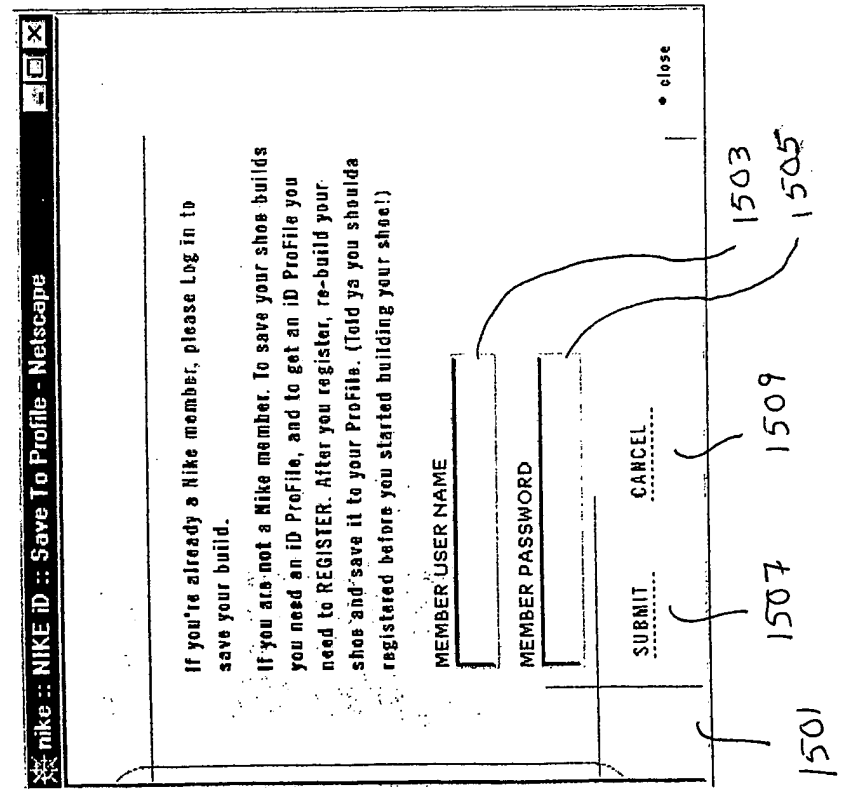 nike :: NIKE iD :: Save To Profile - Netscape
If you're already a Nike member, please Log in to
save your build.
If you are not a Nike member. To save your shoe builds
you need an iD ProFile, and to get an iD ProFile you
need to REGISTER. After you register, re-build your
shoe and save it to your ProFile. (Told ya you shoulda
registered before you started building your shoe!)
MEMBER USER NAME
MEMBER PASSWORD
SUBMIT
CANCEL
• close
1501
1507
1509
1503
1505